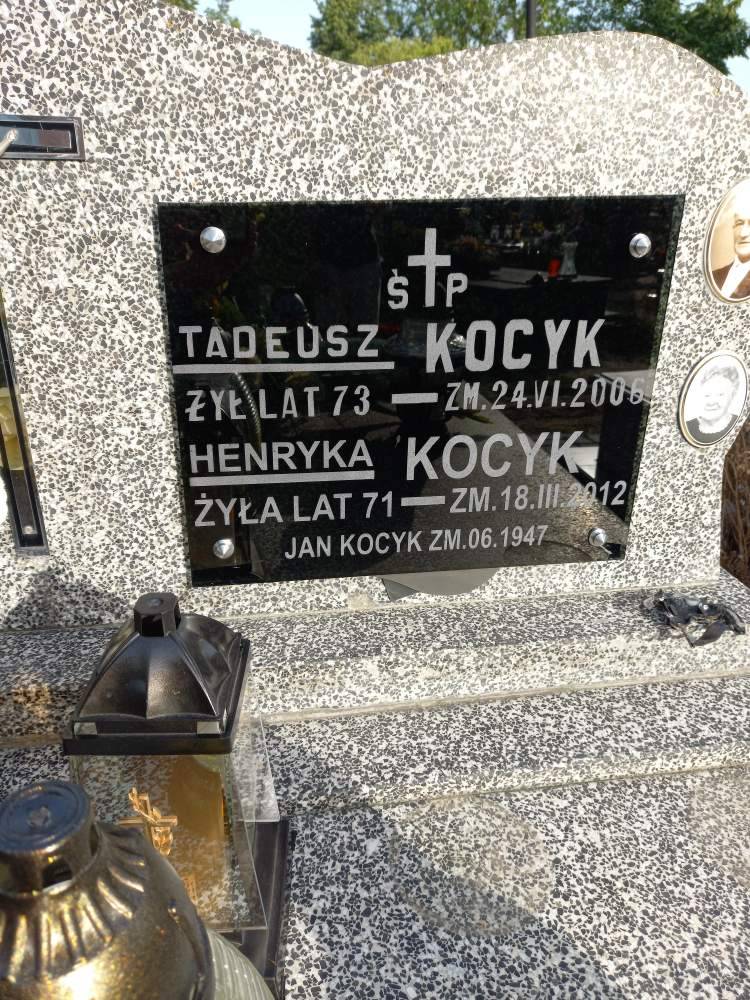 Ś P
TADEUSZ KOCYK
ŻYŁ LAT 73 — ZM. 24.VI.2006
HENRYKA KOCYK
ŻYŁA LAT 71 — ZM. 18.III.2012
JAN KOCYK ZM.06.1947